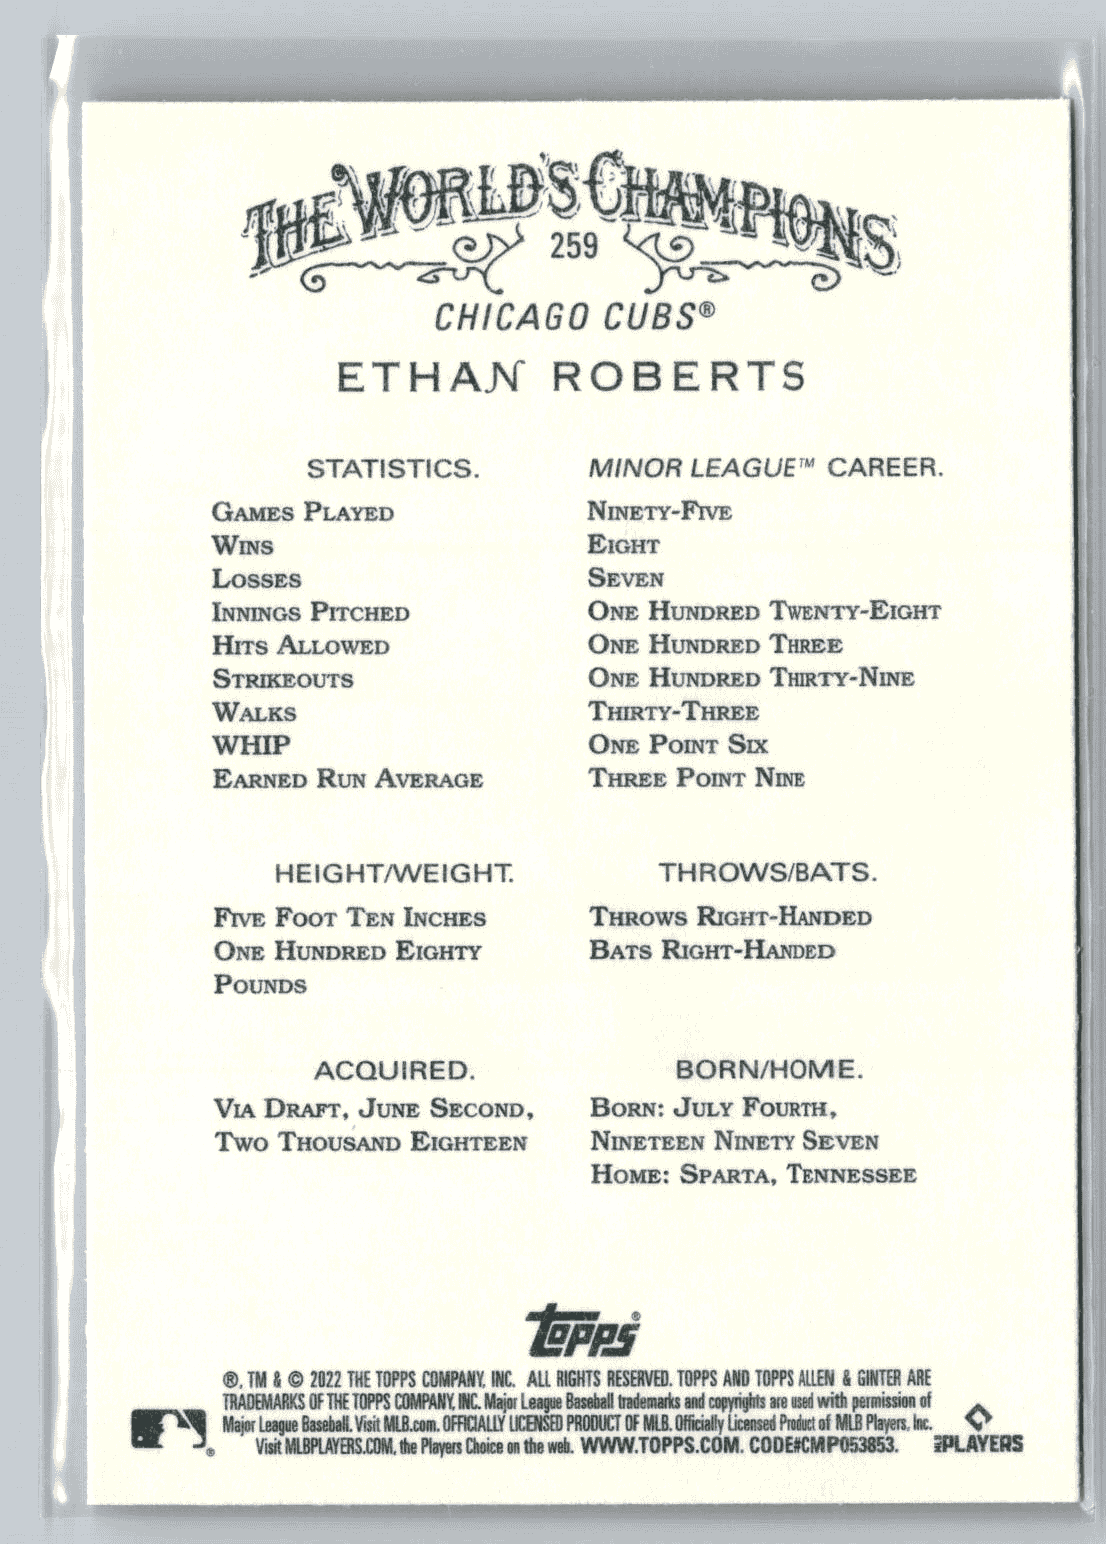 THE WORLD'S CHAMPIONS
259
CHICAGO CUBS®
ETHAN ROBERTS
STATISTICS. MINOR LEAGUE™ CAREER.
GAMES PLAYED NINETY-FIVE
WINS EIGHT
LOSSES SEVEN
INNINGS PITCHED ONE HUNDRED TWENTY-EIGHT
HITS ALLOWED ONE HUNDRED THREE
STRIKEOUTS ONE HUNDRED THIRTY-NINE
WALKS THIRTY-THREE
WHIP ONE POINT SIX
EARNED RUN AVERAGE THREE POINT NINE
HEIGHT/WEIGHT.
FIVE FOOT TEN INCHES
ONE HUNDRED EIGHTY
POUNDS
THROWS/BATS.
THROWS RIGHT-HANDED
BATS RIGHT-HANDED
ACQUIRED.
VIA DRAFT, JUNE SECOND,
TWO THOUSAND EIGHTEEN
BORN/HOME.
BORN: JULY FOURTH,
NINETEEN NINETY SEVEN
HOME: SPARTA, TENNESSEE
topps®
®, TM & © 2022 THE TOPPS COMPANY, INC. ALL RIGHTS RESERVED. TOPPS AND TOPPS ALLEN & GINTER ARE
TRADEMARKS OF THE TOPPS COMPANY, INC. Major League Baseball trademarks and copyrights are used with permission of
Major League Baseball. Visit MLB.com. OFFICIALLY LICENSED PRODUCT OF MLB. Officially Licensed Product of MLB Players, Inc.
Visit MLBPLAYERS.COM, the Players Choice on the web. WWW.TOPPS.COM. CODE#CMP053853.
®
MLB PLAYERS